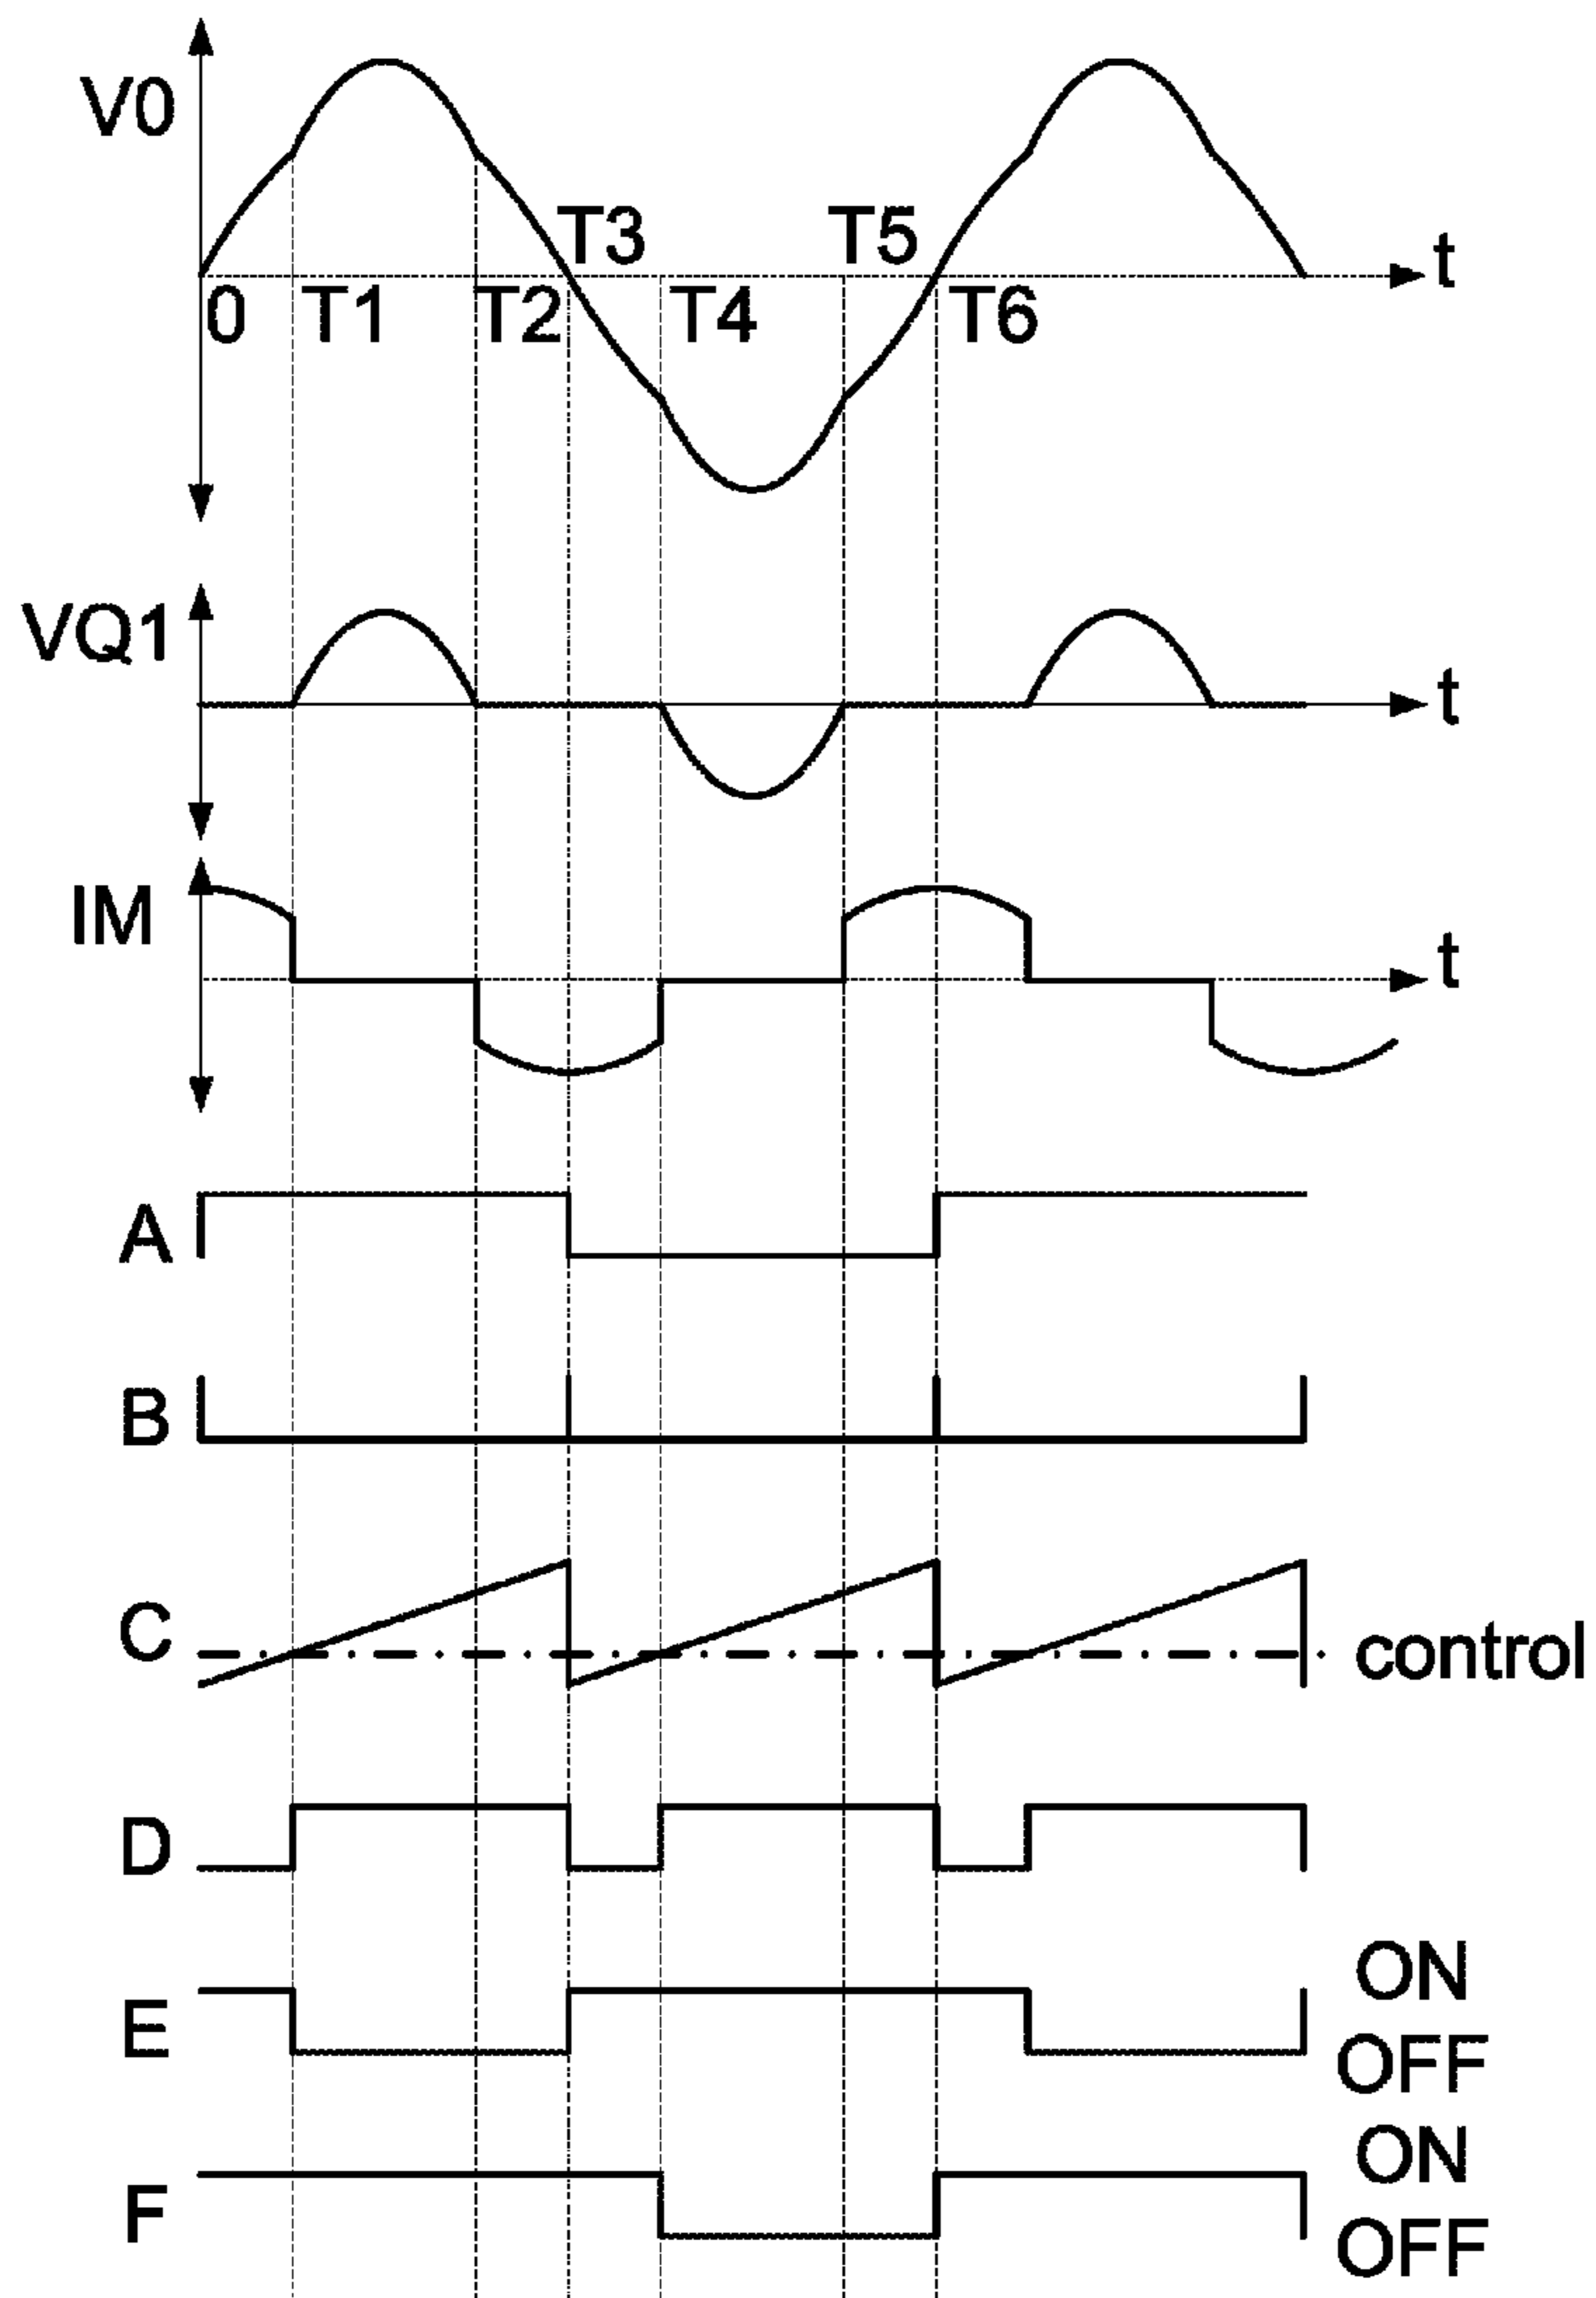 V0
T3 T5 t
0 T1 T2 T4 T6
VQ1
t
IM
t
A
B
C
control
D
ON
E
OFF
ON
F
OFF